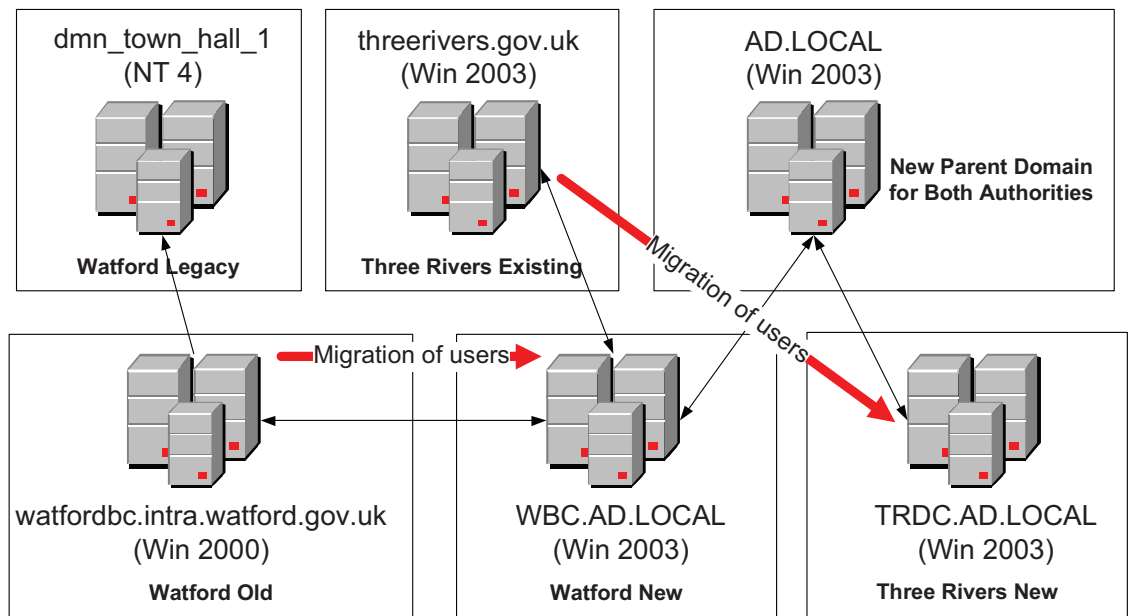 dmn_town_hall_1
(NT 4)
Watford Legacy
threerivers.gov.uk
(Win 2003)
Three Rivers Existing
AD.LOCAL
(Win 2003)
New Parent Domain
for Both Authorities
Migration of users
Migration of users
watfordbc.intra.watford.gov.uk
(Win 2000)
Watford Old
WBC.AD.LOCAL
(Win 2003)
Watford New
TRDC.AD.LOCAL
(Win 2003)
Three Rivers New